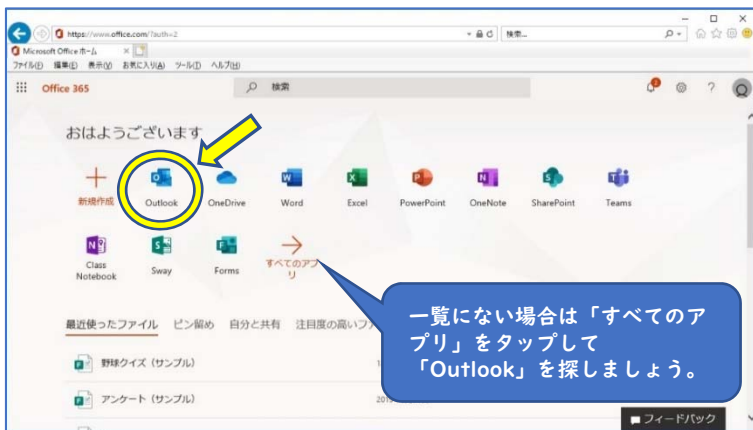 https://www.office.com/?auth=2
検索...
Microsoft Office ホーム
ファイル(F) 編集(E) 表示(V) お気に入り(A) ツール(T) ヘルプ(H)
Office 365
検索
おはようございます
新規作成 Outlook OneDrive Word Excel PowerPoint OneNote SharePoint Teams
Class Notebook Sway Forms すべてのアプリ
一覧にない場合は「すべてのア
プリ」をタップして
「Outlook」を探しましょう。
最近使ったファイル ピン留め 自分と共有 注目度の高いファ
野球クイズ（サンプル）
アンケート（サンプル）
フィードバック